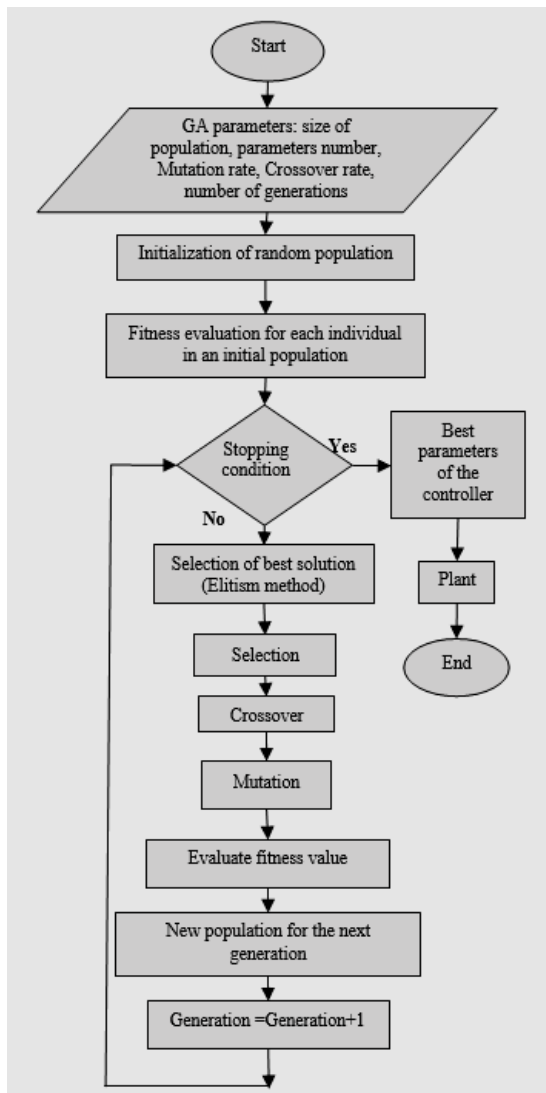 Start
GA parameters: size of
population, parameters number,
Mutation rate, Crossover rate,
number of generations
Initialization of random population
Fitness evaluation for each individual
in an initial population
Stopping
condition
Yes
Best
parameters
of the
controller
No
Selection of best solution
(Elitism method)
Plant
Selection
End
Crossover
Mutation
Evaluate fitness value
New population for the next
generation
Generation =Generation+1